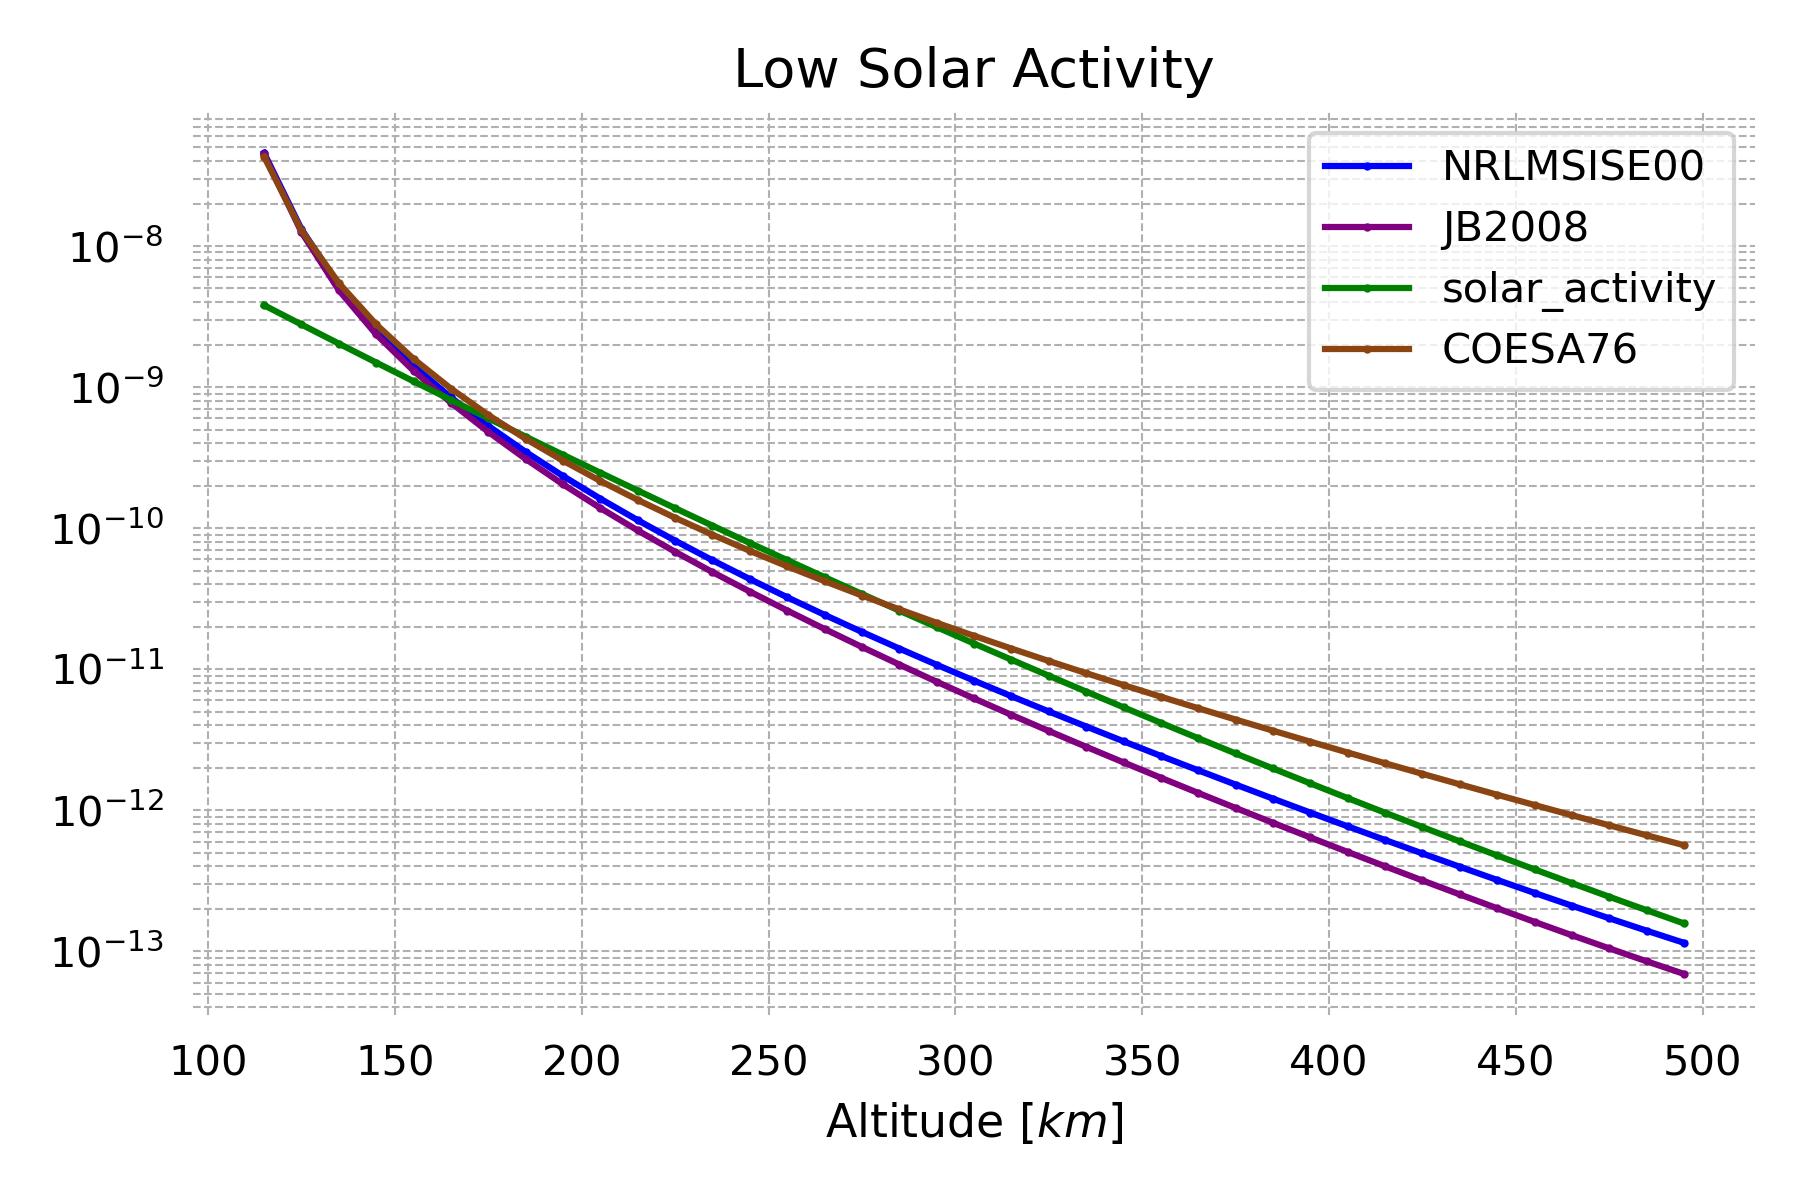 Low Solar Activity
NRLMSISE00
JB2008
solar_activity
COESA76
10⁻⁸
10⁻⁹
10⁻¹⁰
10⁻¹¹
10⁻¹²
10⁻¹³
100 150 200 250 300 350 400 450 500
Altitude [km]